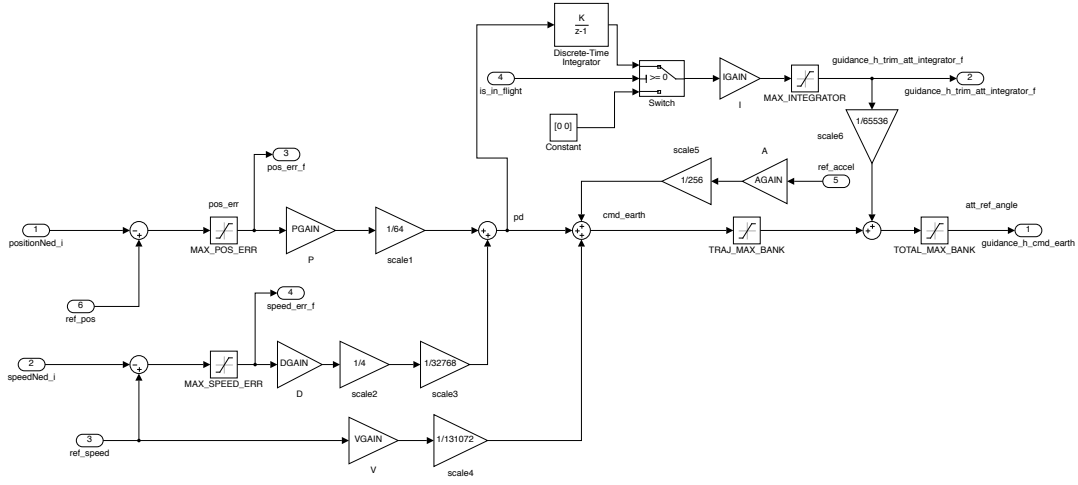 K
z-1
Discrete-Time
Integrator
4
is_in_flight
>= 0
Switch
IGAIN
I
MAX_INTEGRATOR
guidance_h_trim_att_integrator_f
2
guidance_h_trim_att_integrator_f
[0 0]
Constant
1/65536
scale6
3
pos_err_f
scale5
1/256
A
AGAIN
ref_accel
5
1
positionNed_i
pos_err
MAX_POS_ERR
PGAIN
P
1/64
scale1
pd
cmd_earth
TRAJ_MAX_BANK
TOTAL_MAX_BANK
att_ref_angle
1
guidance_h_cmd_earth
6
ref_pos
4
speed_err_f
2
speedNed_i
MAX_SPEED_ERR
DGAIN
D
1/4
scale2
1/32768
scale3
3
ref_speed
VGAIN
V
1/131072
scale4